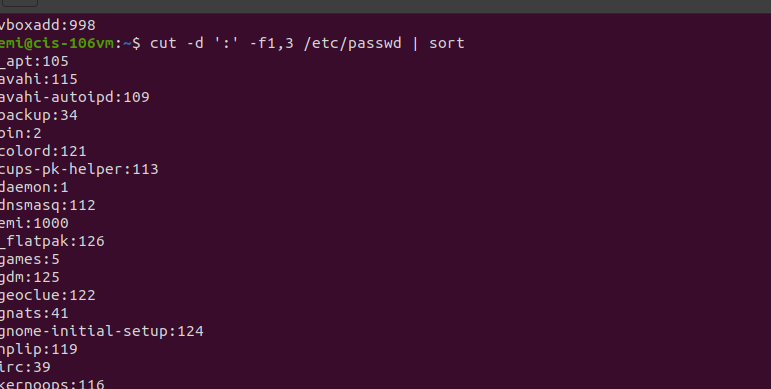 vboxadd:998
emi@cis-106vm:~$ cut -d ':' -f1,3 /etc/passwd | sort
_apt:105
avahi:115
avahi-autoipd:109
backup:34
bin:2
colord:121
cups-pk-helper:113
daemon:1
dnsmasq:112
emi:1000
_flatpak:126
games:5
gdm:125
geoclue:122
gnats:41
gnome-initial-setup:124
hplip:119
irc:39
kernoops:116